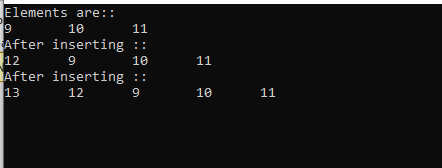 Elements are::
9 10 11
After inserting ::
12 9 10 11
After inserting ::
13 12 9 10 11